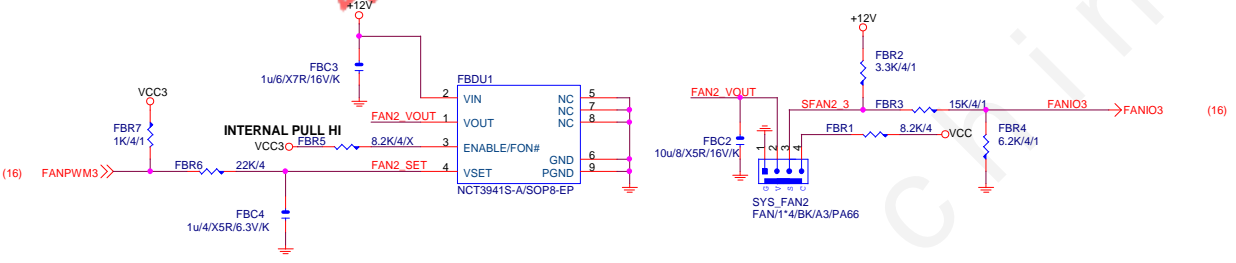 +12V
+12V
FBC3
1u/6/X7R/16V/K
FBR2
3.3K/4/1
VCC3
FBDU1
2 VIN NC 5
NC 7
FAN2_VOUT 1 VOUT NC 8
FAN2_VOUT
SFAN2_3 FBR3 15K/4/1 FANIO3 FANIO3 (16)
FBR7
1K/4/1
INTERNAL PULL HI
VCC3 FBR5 8.2K/4/X 3 ENABLE/FON#
FBC2
10u/8/X5R/16V/K
FBR1 8.2K/4 VCC
FBR4
6.2K/4/1
GND 6
(16) FANPWM3 FBR6 22K/4 FAN2_SET 4 VSET PGND 9
NCT3941S-A/SOP8-EP
1 2 3 4
G V S C
SYS_FAN2
FAN/1*4/BK/A3/PA66
FBC4
1u/4/X5R/6.3V/K
chin